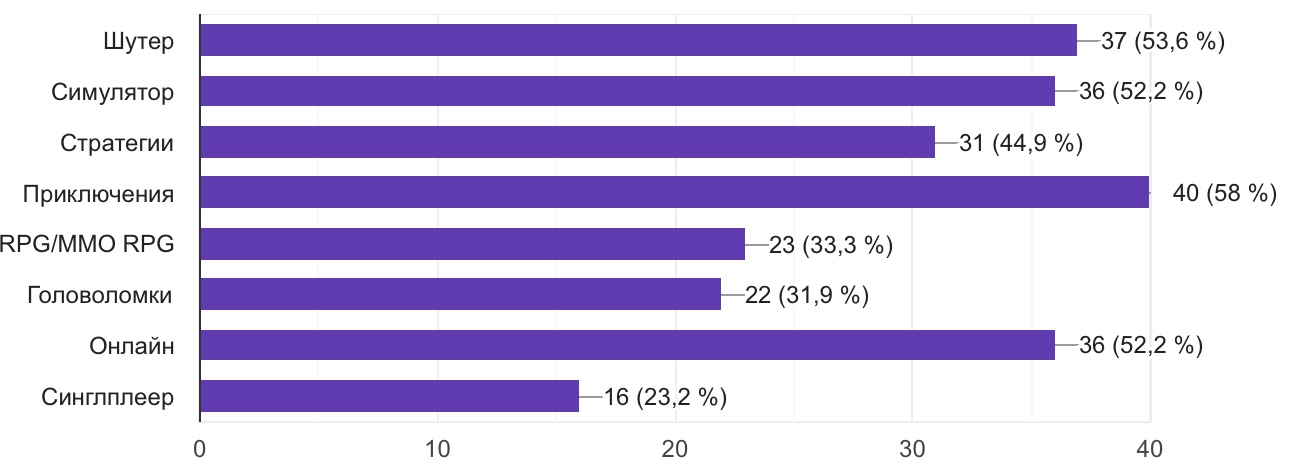 Шутер 37 (53,6 %)
Симулятор 36 (52,2 %)
Стратегии 31 (44,9 %)
Приключения 40 (58 %)
RPG/MMO RPG 23 (33,3 %)
Головоломки 22 (31,9 %)
Онлайн 36 (52,2 %)
Синглплеер 16 (23,2 %)
0 10 20 30 40